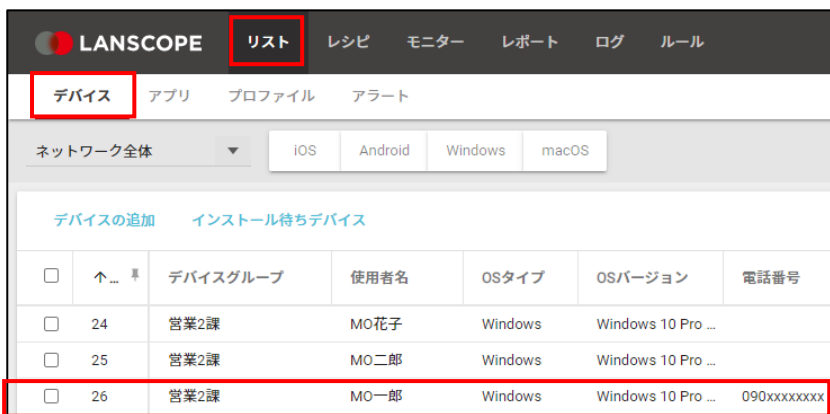 LANSCOPE リスト レシピ モニター レポート ログ ルール
デバイス アプリ プロファイル アラート
ネットワーク全体 iOS Android Windows macOS
デバイスの追加 インストール待ちデバイス
↑... デバイスグループ 使用者名 OSタイプ OSバージョン 電話番号
24 営業2課 MO花子 Windows Windows 10 Pro ...
25 営業2課 MO二郎 Windows Windows 10 Pro ...
26 営業2課 MO一郎 Windows Windows 10 Pro ... 090xxxxxxxx